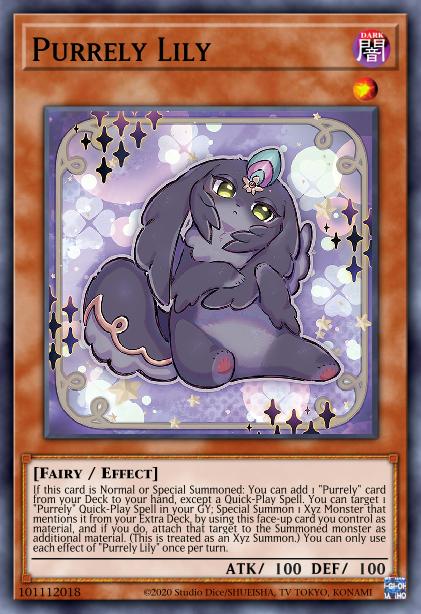 Purrely Lily
DARK
闇
[Fairy / Effect]
If this card is Normal or Special Summoned: You can add 1 "Purrely" card
from your Deck to your hand, except a Quick-Play Spell. You can target 1
"Purrely" Quick-Play Spell in your GY; Special Summon 1 Xyz Monster that
mentions it from your Extra Deck, by using this face-up card you control as
material, and if you do, attach that target to the Summoned monster as
additional material. (This is treated as an Xyz Summon.) You can only use
each effect of "Purrely Lily" once per turn.
ATK/ 100 DEF/ 100
101112018
©2020 Studio Dice/SHUEISHA, TV TOKYO, KONAMI